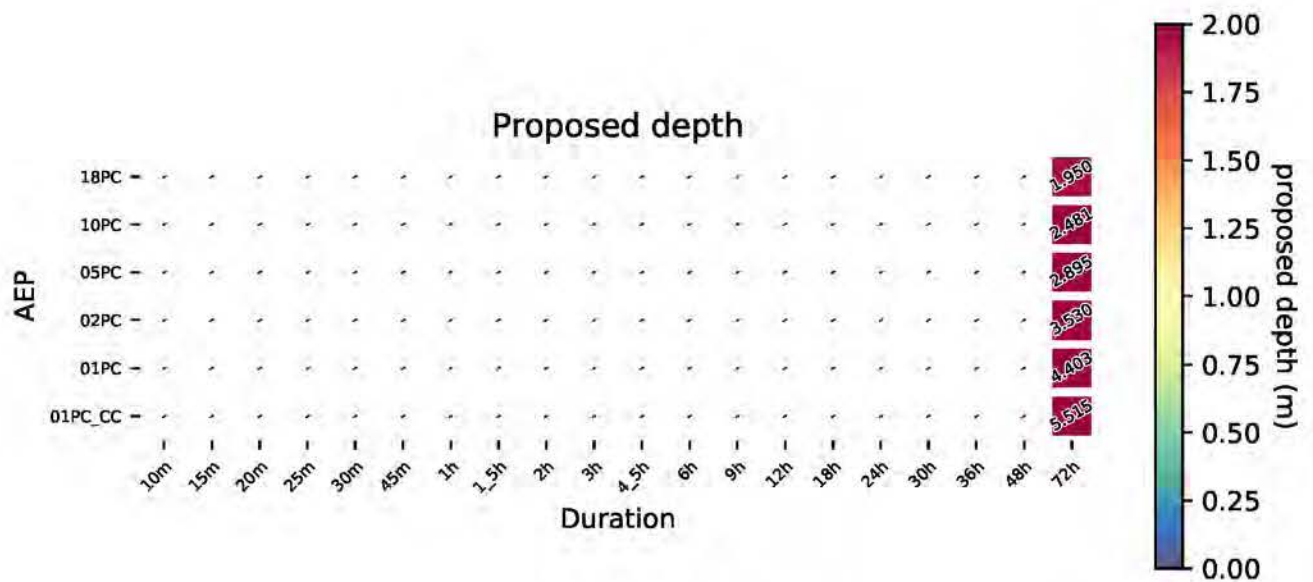 Proposed depth
AEP
18PC - - - - - - - - - - - - - - - - - - - 1.950
10PC - - - - - - - - - - - - - - - - - - - 2.481
05PC - - - - - - - - - - - - - - - - - - - 2.895
02PC - - - - - - - - - - - - - - - - - - - 3.530
01PC - - - - - - - - - - - - - - - - - - - 4.403
01PC_CC - - - - - - - - - - - - - - - - - - - 5.515
10m 15m 20m 25m 30m 45m 1h 1_5h 2h 3h 4_5h 6h 9h 12h 18h 24h 30h 36h 48h 72h
Duration
2.00
1.75
1.50
1.25
1.00
0.75
0.50
0.25
0.00
proposed depth (m)